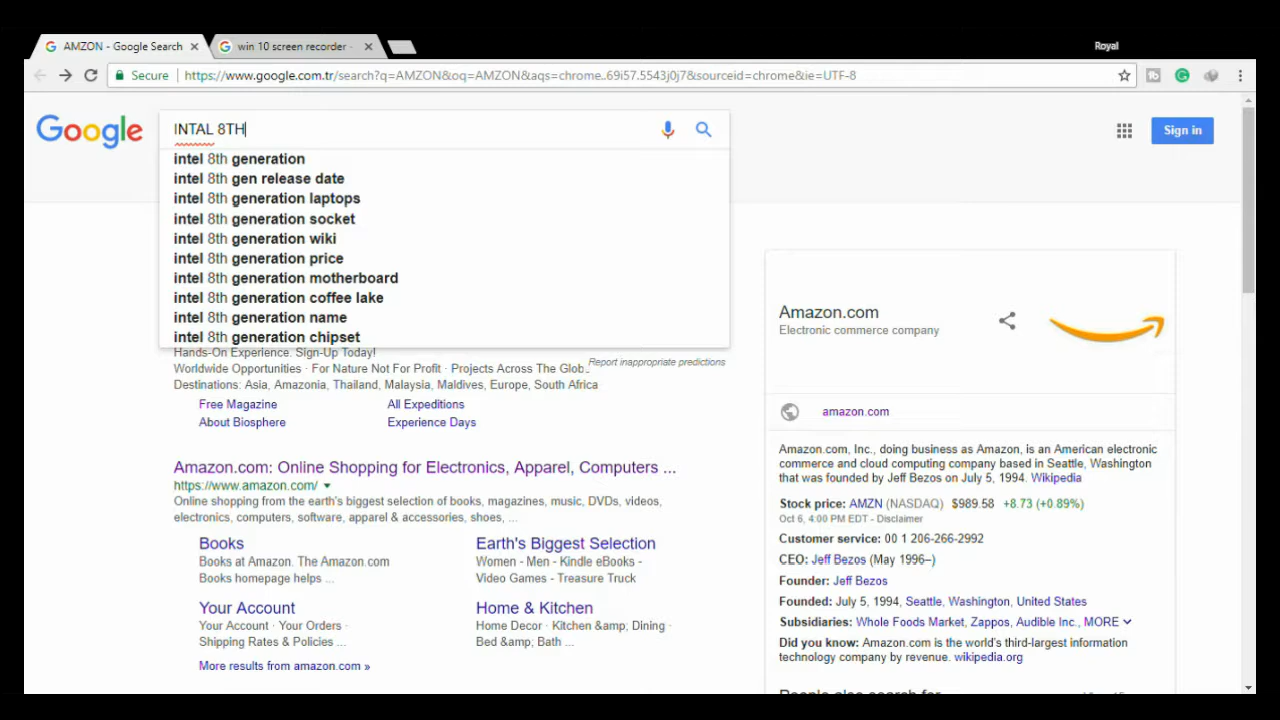 AMZON - Google Search
win 10 screen recorder -
Royal
Secure
https://www.google.com.tr/search?q=AMZON&oq=AMZON&aqs=chrome..69i57.5543j0j7&sourceid=chrome&ie=UTF-8
Google
INTAL 8TH
Sign in
intel 8th generation
intel 8th gen release date
intel 8th generation laptops
intel 8th generation socket
intel 8th generation wiki
intel 8th generation price
intel 8th generation motherboard
intel 8th generation coffee lake
intel 8th generation name
intel 8th generation chipset
Hands-On Experience. Sign-Up Today!
Report inappropriate predictions
Worldwide Opportunities · For Nature Not For Profit · Projects Across The Glob
Destinations: Asia, Amazonia, Thailand, Malaysia, Maldives, Europe, South Africa
Free Magazine
All Expeditions
About Biosphere
Experience Days
Amazon.com: Online Shopping for Electronics, Apparel, Computers ...
https://www.amazon.com/
Online shopping from the earth's biggest selection of books, magazines, music, DVDs, videos,
electronics, computers, software, apparel & accessories, shoes, ...
Books
Books at Amazon. The Amazon.com
Books homepage helps ...
Earth's Biggest Selection
Women - Men - Kindle eBooks -
Video Games - Treasure Truck
Your Account
Your Account · Your Orders ·
Shipping Rates & Policies ...
Home & Kitchen
Home Decor · Kitchen &amp; Dining ·
Bed &amp; Bath ...
More results from amazon.com »
Amazon.com
Electronic commerce company
amazon.com
Amazon.com, Inc., doing business as Amazon, is an American electronic
commerce and cloud computing company based in Seattle, Washington
that was founded by Jeff Bezos on July 5, 1994. Wikipedia
Stock price: AMZN (NASDAQ) $989.58 +8.73 (+0.89%)
Oct 6, 4:00 PM EDT - Disclaimer
Customer service: 00 1 206-266-2992
CEO: Jeff Bezos (May 1996–)
Founder: Jeff Bezos
Founded: July 5, 1994, Seattle, Washington, United States
Subsidiaries: Whole Foods Market, Zappos, Audible Inc., MORE
Did you know: Amazon.com is the world's third-largest information
technology company by revenue. wikipedia.org
People also search for